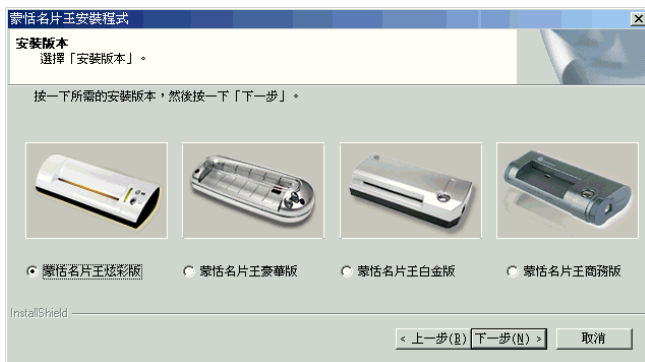 蒙恬名片王安裝程式
安裝版本
選擇「安裝版本」。
按一下所需的安裝版本，然後按一下「下一步」。
蒙恬名片王炫彩版
蒙恬名片王豪華版
蒙恬名片王白金版
蒙恬名片王商務版
InstallShield
< 上一步(B)
下一步(N) >
取消